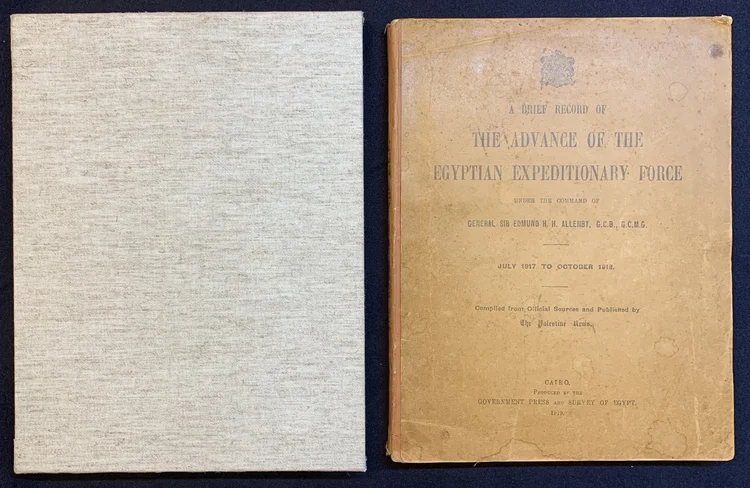 A BRIEF RECORD OF
THE ADVANCE OF THE
EGYPTIAN EXPEDITIONARY FORCE
UNDER THE COMMAND OF
GENERAL SIR EDMUND H. H. ALLENBY, G.C.B., G.C.M.G.
JULY 1917 TO OCTOBER 1918.
Compiled from Official Sources and Published by
The Palestine News
CAIRO,
PRODUCED BY THE
GOVERNMENT PRESS AND SURVEY OF EGYPT.
1919.